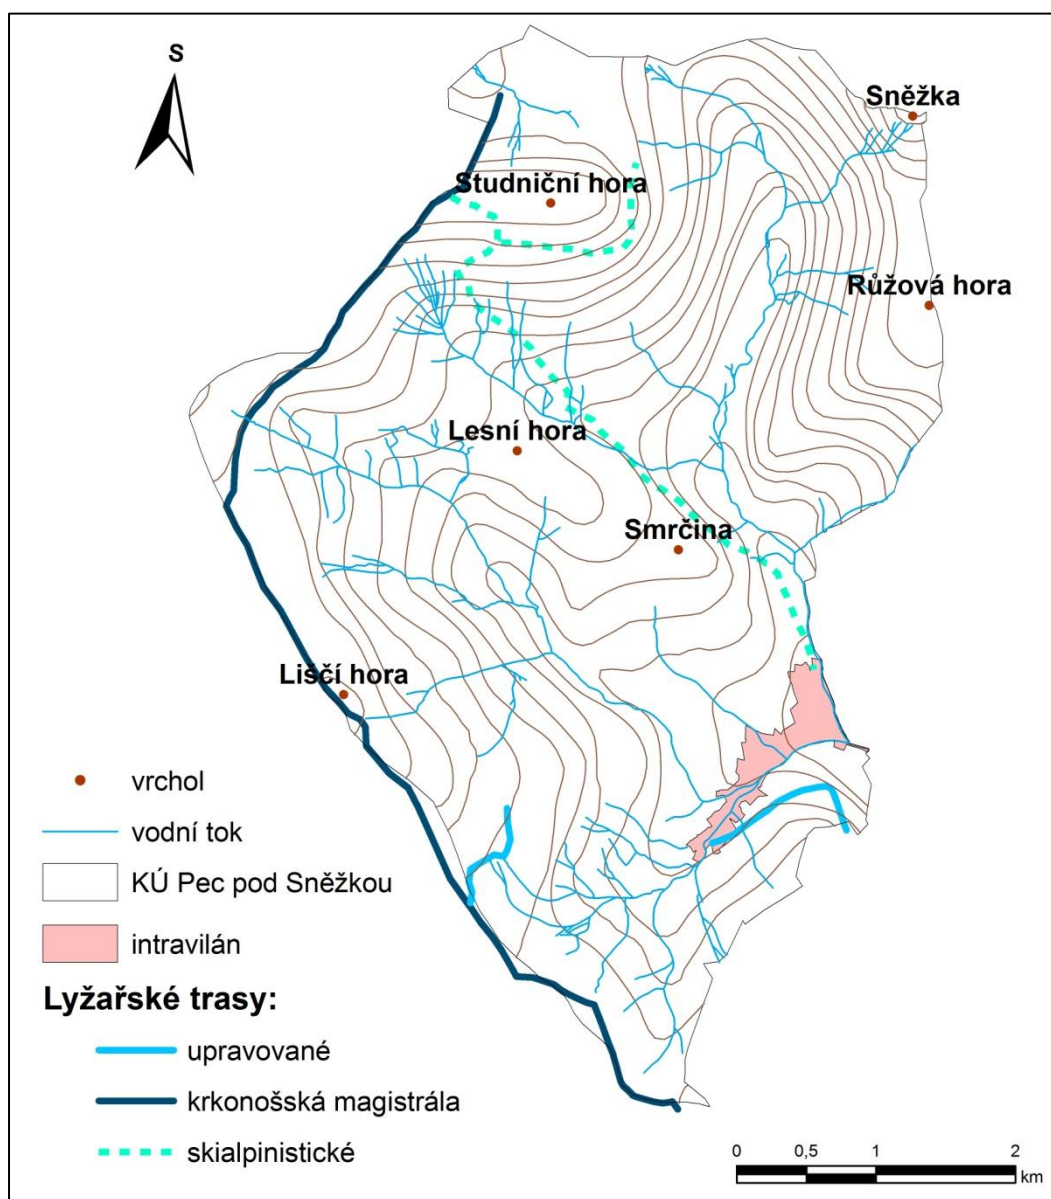 S
Sněžka
Studniční hora
Růžová hora
Lesní hora
Smrčina
Liščí hora
vrchol
vodní tok
KÚ Pec pod Sněžkou
intravilán
Lyžařské trasy:
upravované
krkonošská magistrála
skialpinistické
0 0,5 1 2
km